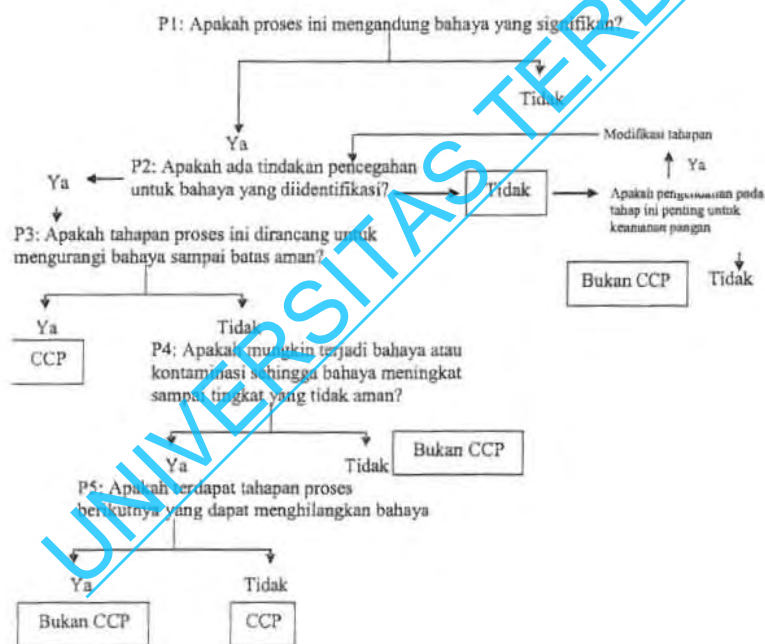 P1: Apakah proses ini mengandung bahaya yang signifikan?
Tidak
Ya
Modifikasi tahapan
Ya
P2: Apakah ada tindakan pencegahan
untuk bahaya yang diidentifikasi?
Ya
Tidak
Apakah pengendalian pada
tahap ini penting untuk
keamanan pangan
P3: Apakah tahapan proses ini dirancang untuk
mengurangi bahaya sampai batas aman?
Bukan CCP
Tidak
Ya
Tidak
CCP
P4: Apakah mungkin terjadi bahaya atau
kontaminasi sehingga bahaya meningkat
sampai tingkat yang tidak aman?
Ya
Tidak
Bukan CCP
P5: Apakah terdapat tahapan proses
berikutnya yang dapat menghilangkan bahaya
Ya
Tidak
Bukan CCP
CCP
UNIVERSITAS TER